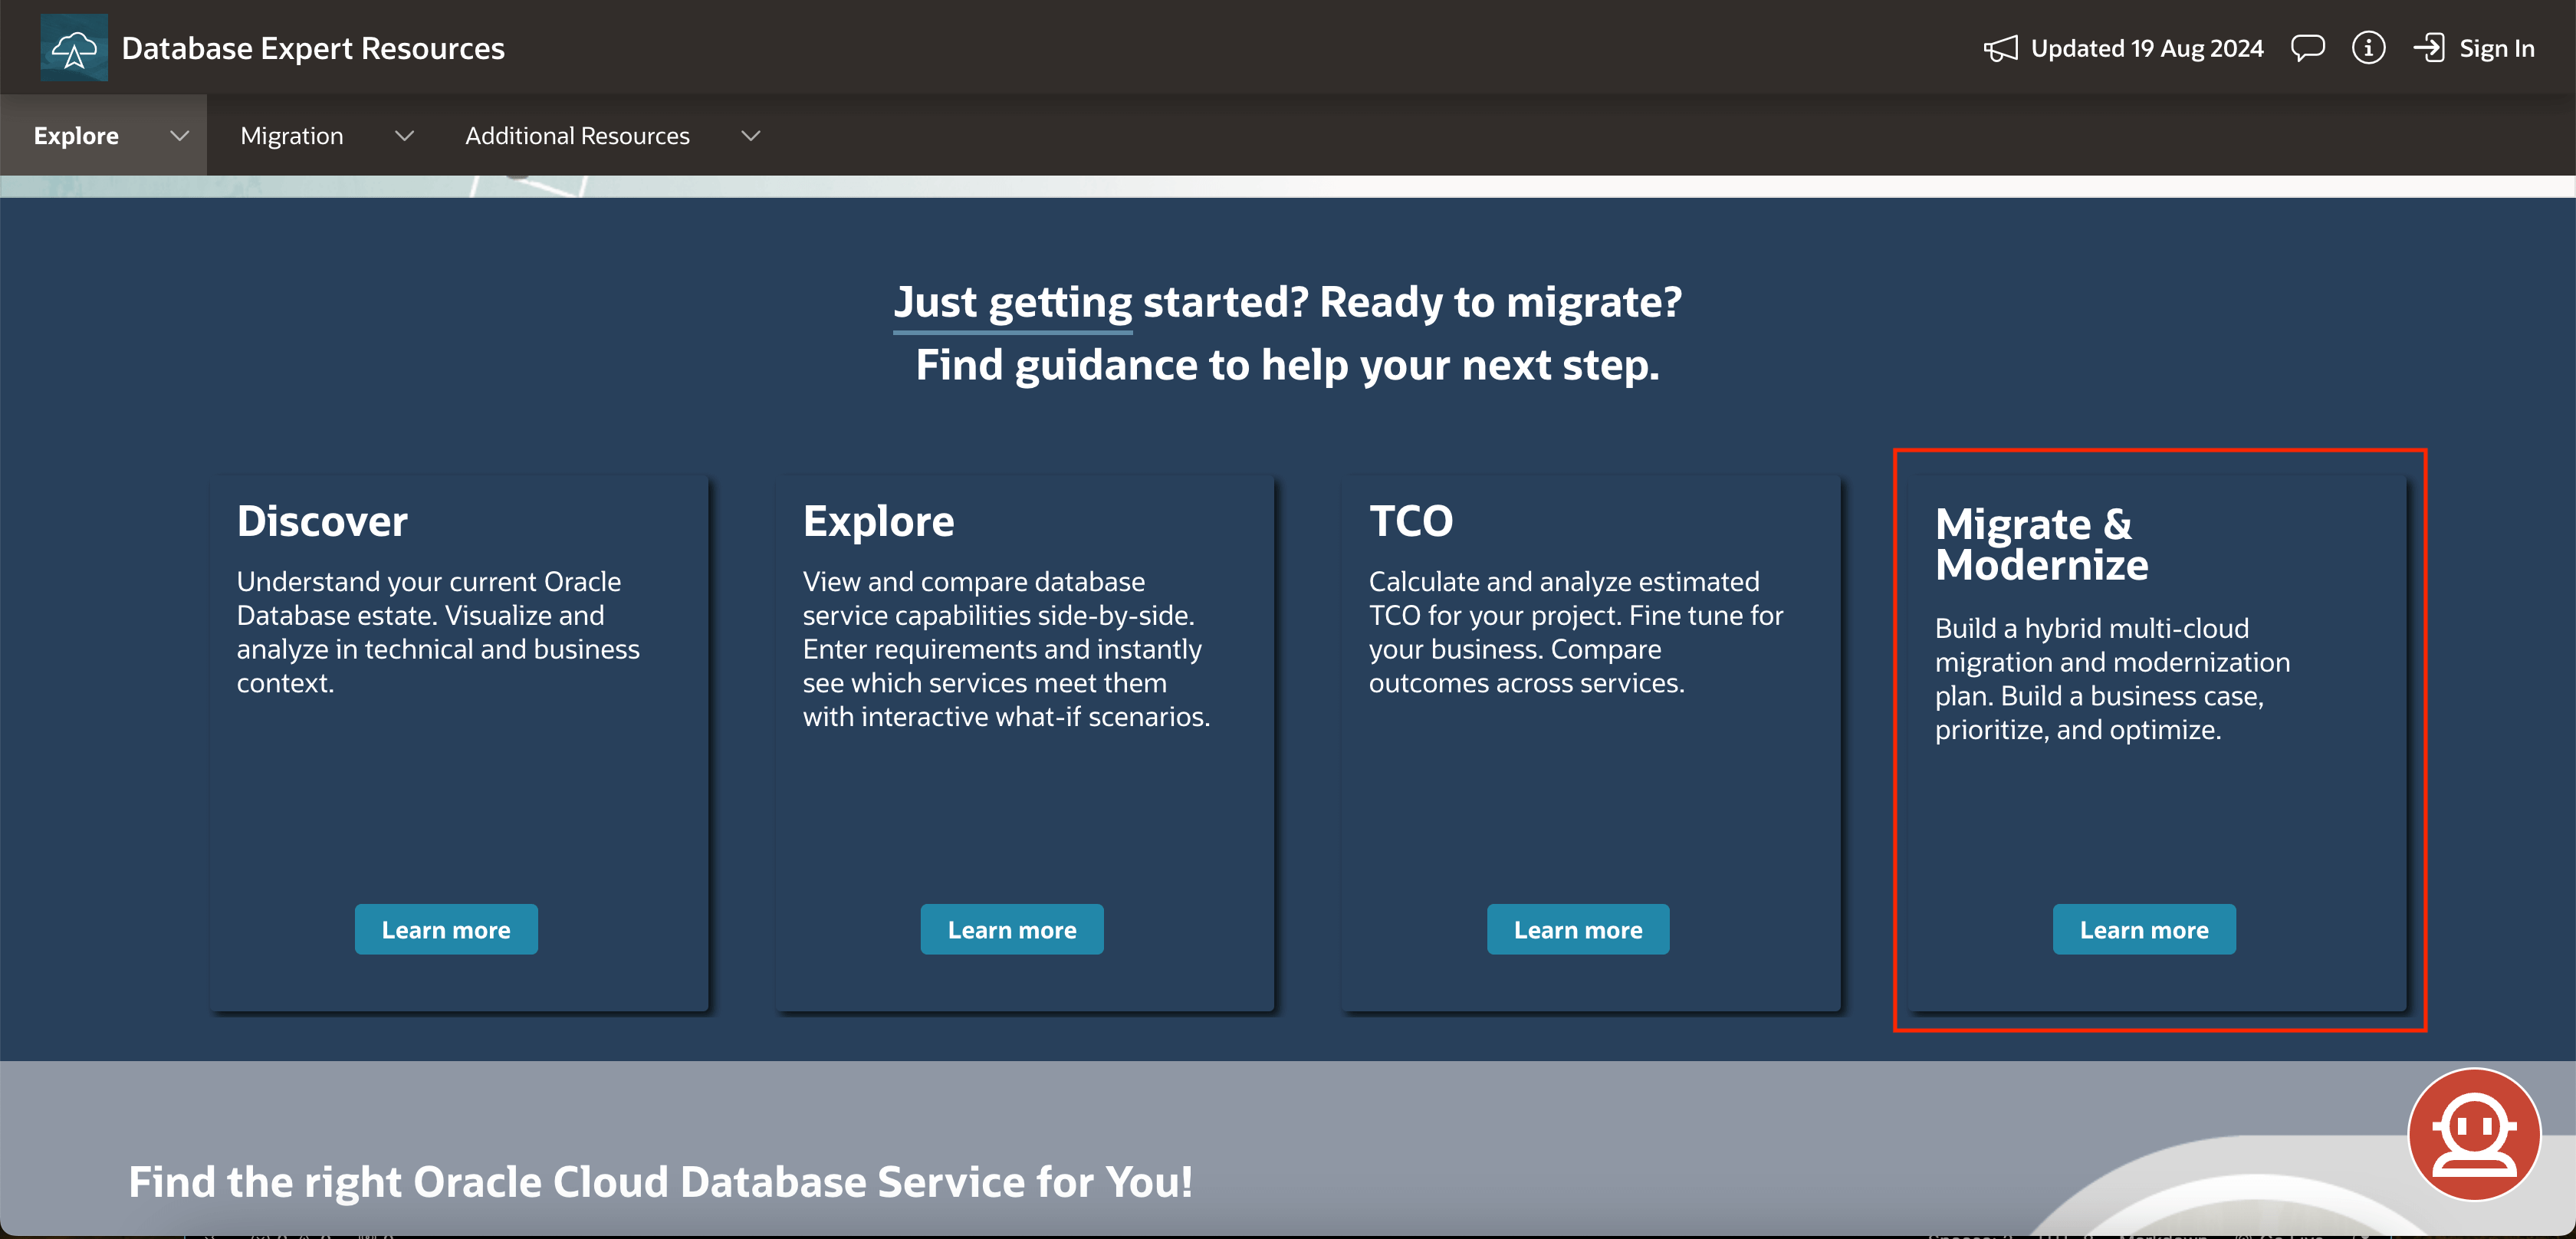 Database Expert Resources
Updated 19 Aug 2024
Sign In
Explore
Migration
Additional Resources
Just getting started? Ready to migrate?
Find guidance to help your next step.
Discover
Understand your current Oracle
Database estate. Visualize and
analyze in technical and business
context.
Learn more
Explore
View and compare database
service capabilities side-by-side.
Enter requirements and instantly
see which services meet them
with interactive what-if scenarios.
Learn more
TCO
Calculate and analyze estimated
TCO for your project. Fine tune for
your business. Compare
outcomes across services.
Learn more
Migrate &
Modernize
Build a hybrid multi-cloud
migration and modernization
plan. Build a business case,
prioritize, and optimize.
Learn more
Find the right Oracle Cloud Database Service for You!